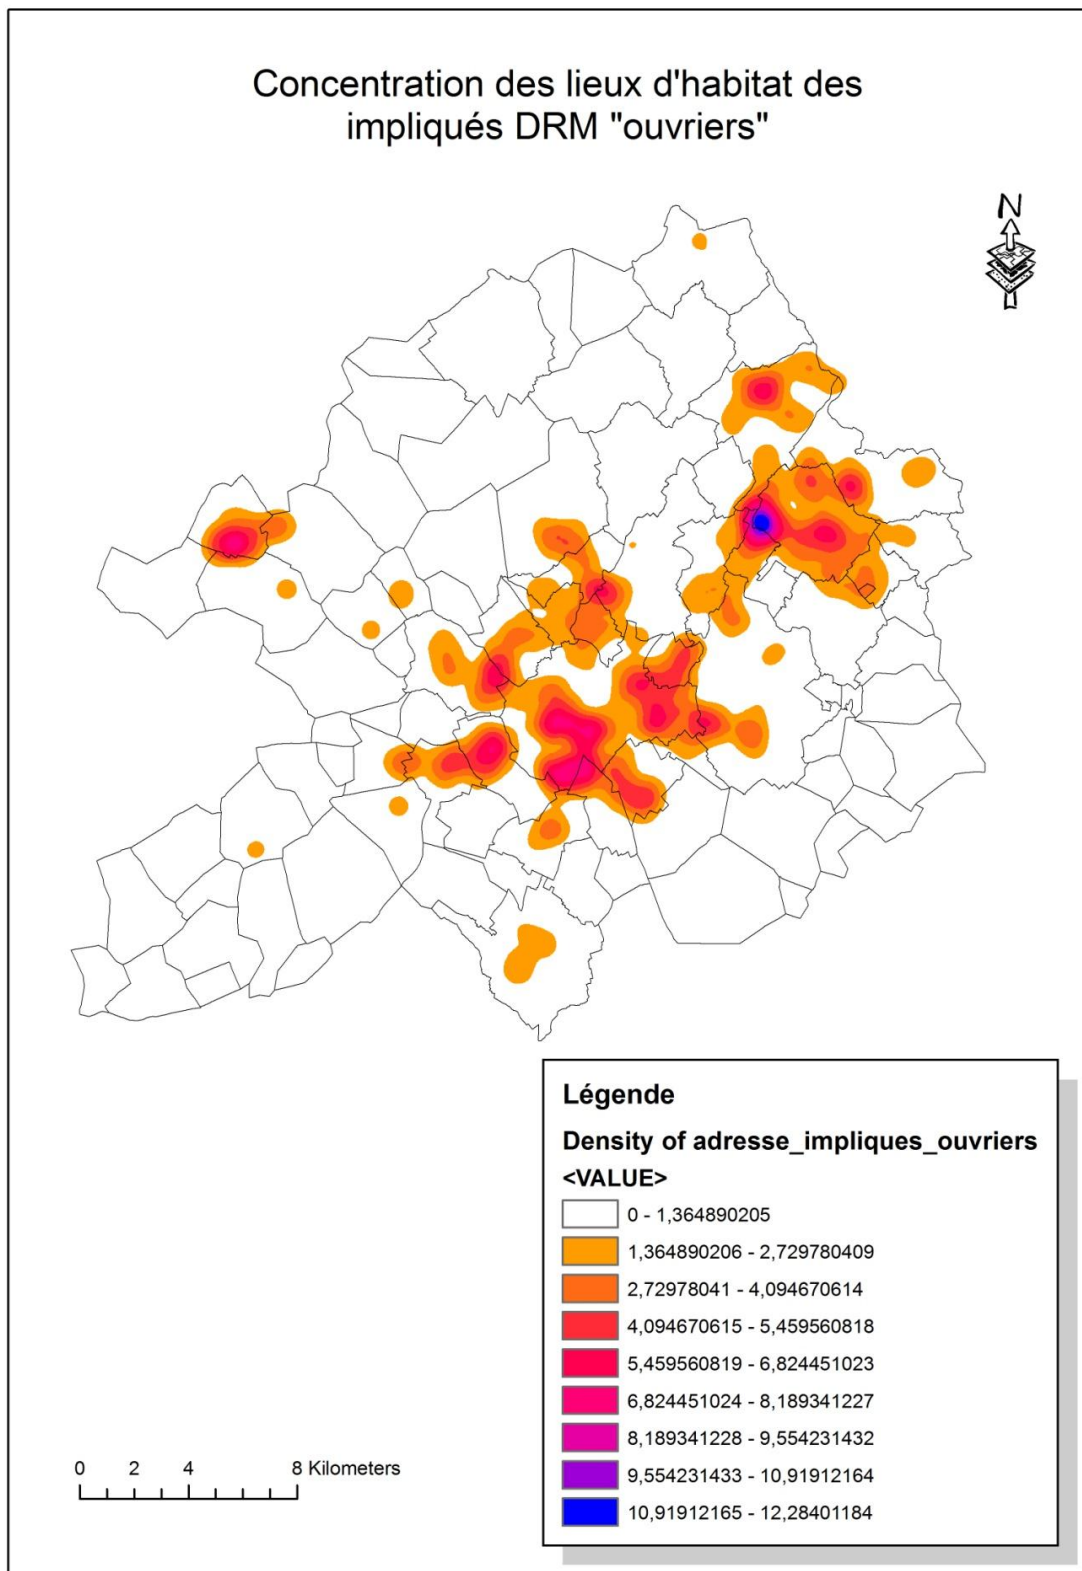 Concentration des lieux d'habitat des
impliqués DRM "ouvriers"
N
Légende
Density of adresse_impliques_ouvriers
<VALUE>
0 - 1,364890205
1,364890206 - 2,729780409
2,72978041 - 4,094670614
4,094670615 - 5,459560818
5,459560819 - 6,824451023
6,824451024 - 8,189341227
8,189341228 - 9,554231432
9,554231433 - 10,91912164
10,91912165 - 12,28401184
0 2 4 8 Kilometers